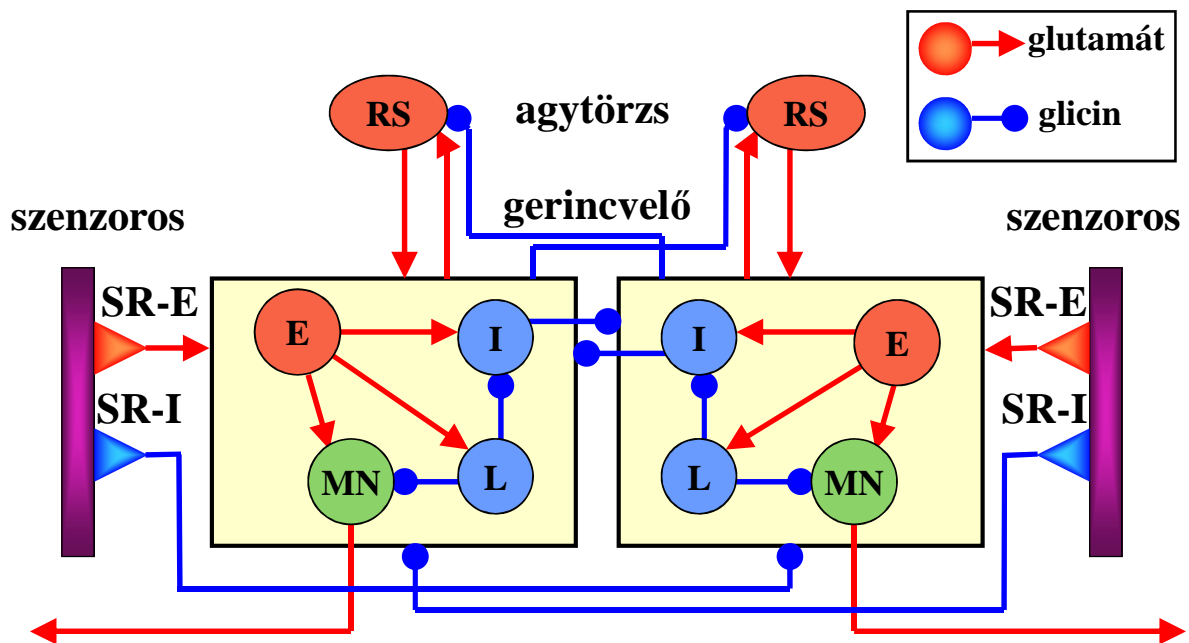 glutamát
glicin
RS
agytörzs
RS
gerincvelő
szenzoros
szenzoros
SR-E
SR-E
E
I
I
E
SR-I
SR-I
MN
L
L
MN